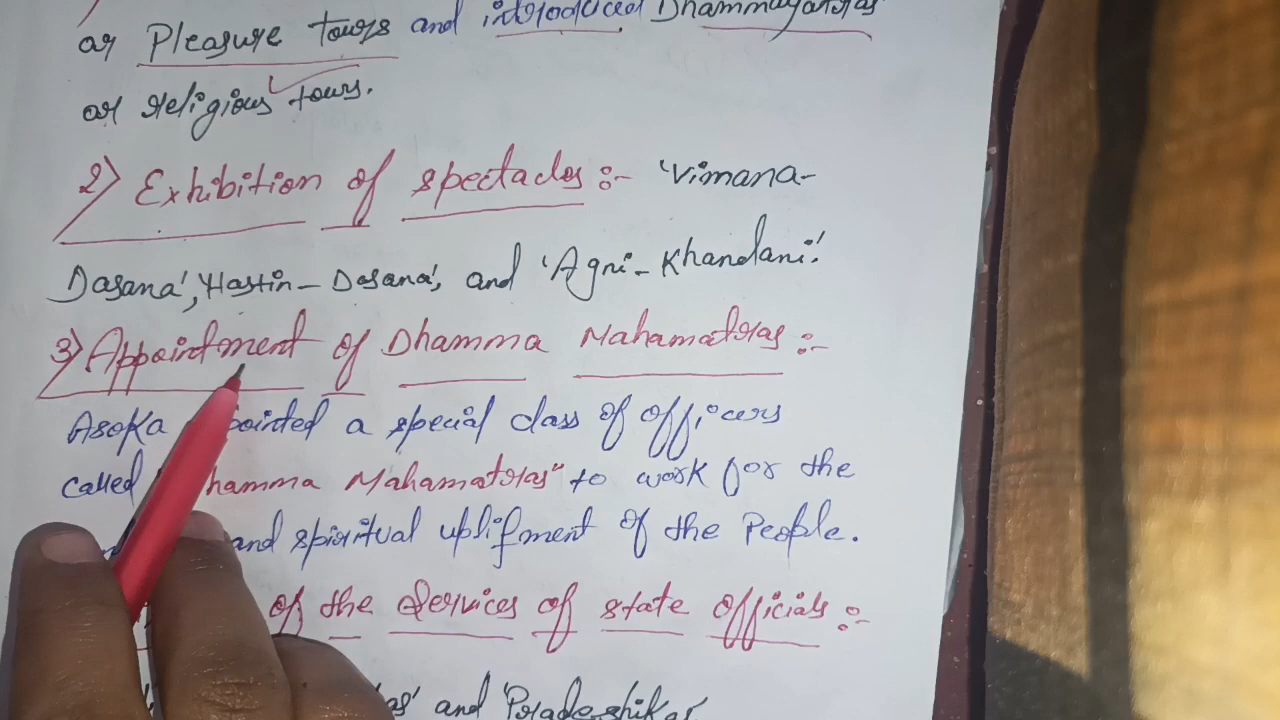 or Pleasure tours and introduced Dhammayatras
or religious tours.
2) Exhibition of spectacles :- 'Vimana-
Dasana', 'Hastin-Dasana', and 'Agni-Khandani'.
3) Appointment of Dhamma Mahamatras :-
Asoka a special class of officers
called Mahamatras" to work for the
and spiritual upliftment of the People.
of the Services of state Officials :-
and 'Pradeshikas'